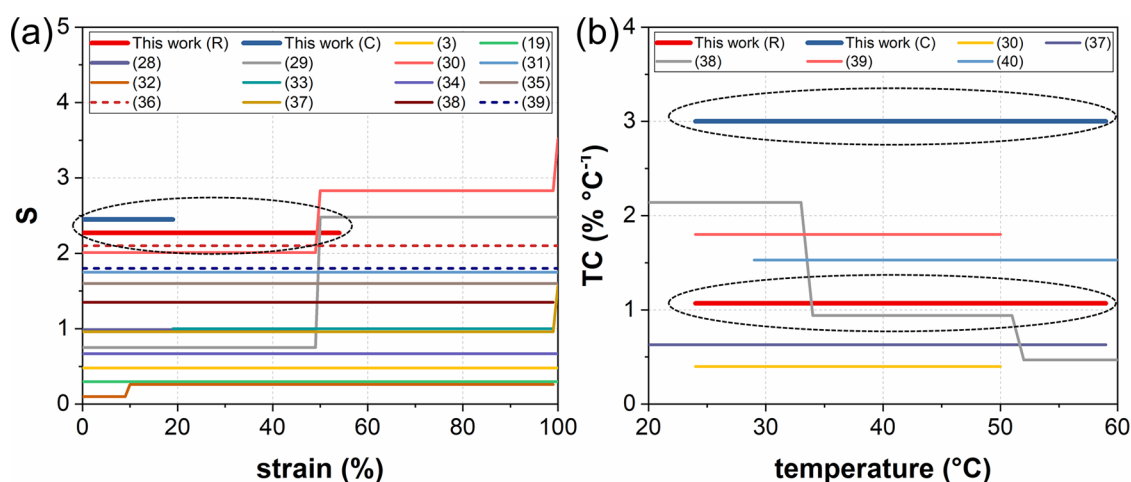 (a)
This work (R) This work (C) (3) (19)
(28) (29) (30) (31)
(32) (33) (34) (35)
(36) (37) (38) (39)
5
4
3
2
1
0
S
0 20 40 60 80 100
strain (%)
(b)
This work (R) This work (C) (30) (37)
(38) (39) (40)
4
3
2
1
0
TC (% °C⁻¹)
20 30 40 50 60
temperature (°C)